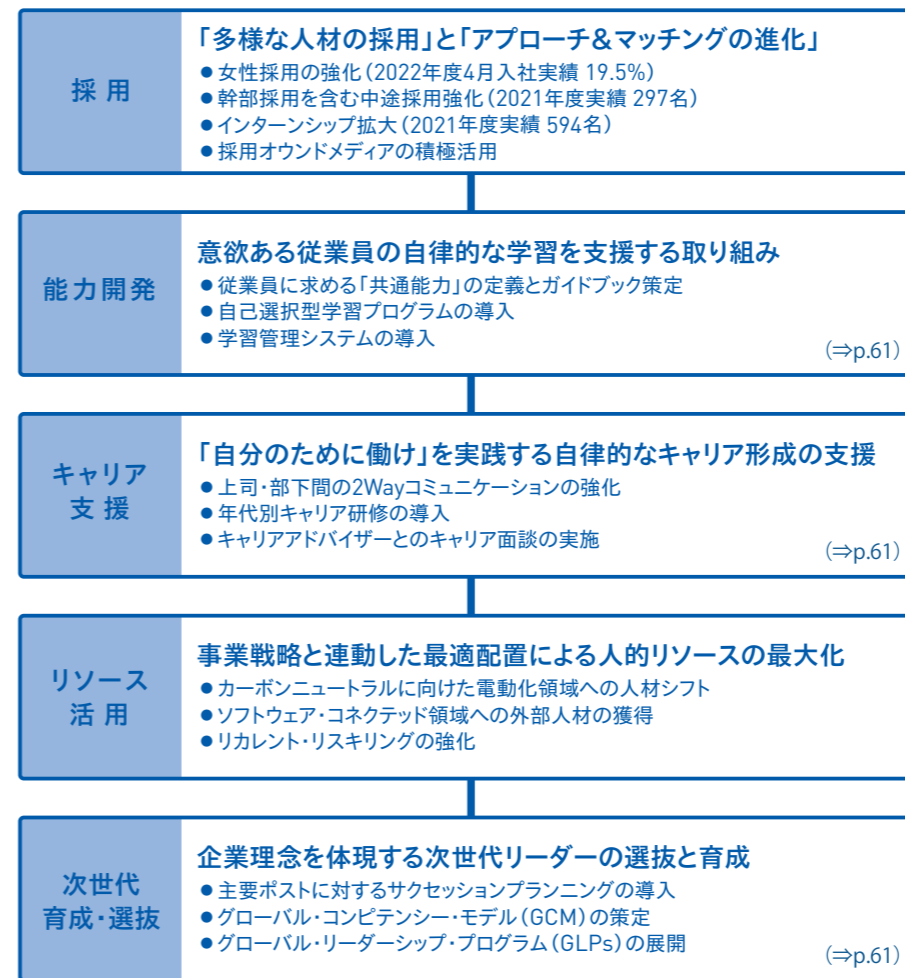 採用
「多様な人材の採用」と「アプローチ&マッチングの進化」
●女性採用の強化(2022年度4月入社実績 19.5%)
●幹部採用を含む中途採用強化(2021年度実績 297名)
●インターンシップ拡大(2021年度実績 594名)
●採用オウンドメディアの積極活用
能力開発
意欲ある従業員の自律的な学習を支援する取り組み
●従業員に求める「共通能力」の定義とガイドブック策定
●自己選択型学習プログラムの導入
●学習管理システムの導入
(⇒p.61)
キャリア
支援
「自分のために働け」を実践する自律的なキャリア形成の支援
●上司・部下間の2Wayコミュニケーションの強化
●年代別キャリア研修の導入
●キャリアアドバイザーとのキャリア面談の実施
(⇒p.61)
リソース
活用
事業戦略と連動した最適配置による人的リソースの最大化
●カーボンニュートラルに向けた電動化領域への人材シフト
●ソフトウェア・コネクテッド領域への外部人材の獲得
●リカレント・リスキリングの強化
次世代
育成・選抜
企業理念を体現する次世代リーダーの選抜と育成
●主要ポストに対するサクセッションプランニングの導入
●グローバル・コンピテンシー・モデル(GCM)の策定
●グローバル・リーダーシップ・プログラム(GLPs)の展開
(⇒p.61)